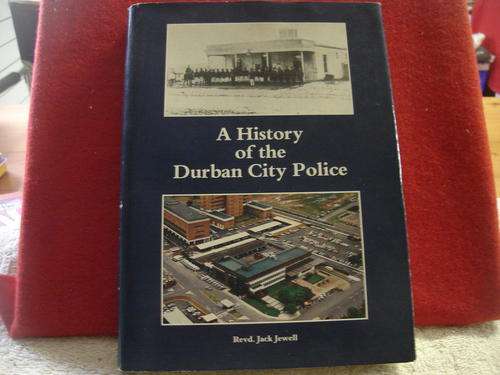 A History
of the
Durban City Police
Revd. Jack Jewell